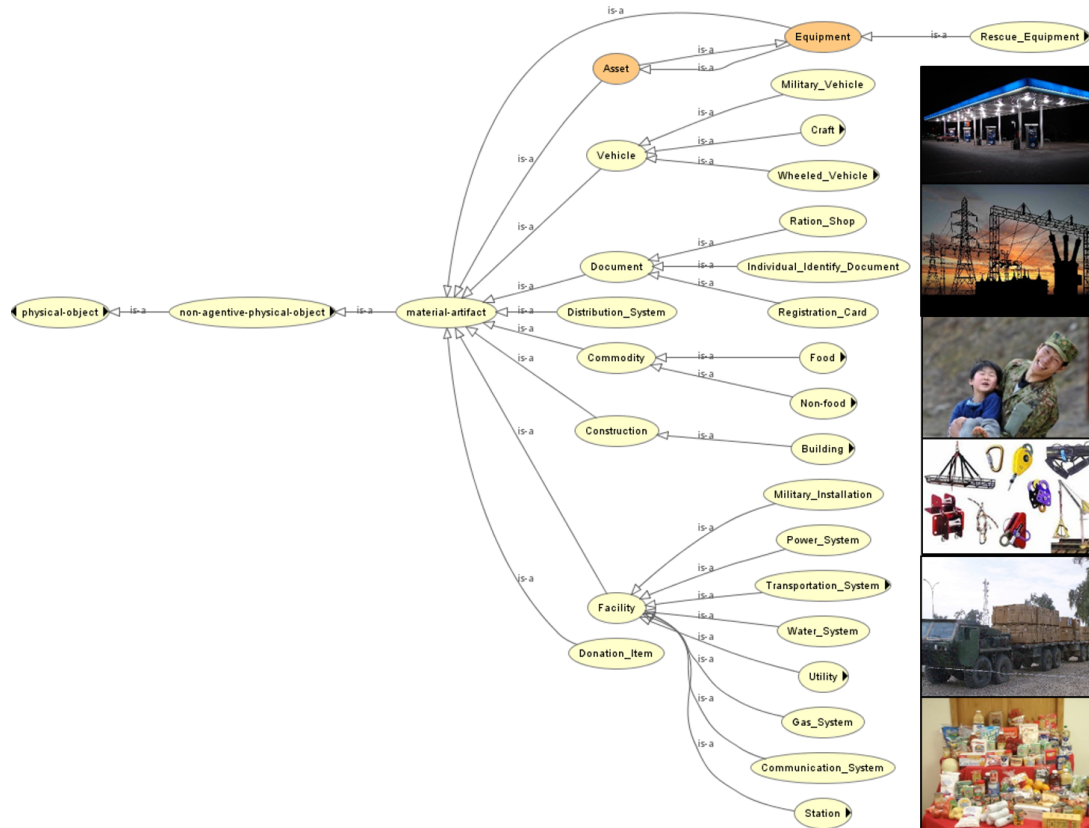 is-a
Equipment
is-a
Rescue_Equipment
is-a
is-a
Asset
Military_Vehicle
is-a
Craft
is-a
is-a
Vehicle
is-a
Wheeled_Vehicle
is-a
Ration_Shop
is-a
Document
is-a
Individual_Identify_Document
is-a
is-a
Registration_Card
physical-object
is-a
non-agentive-physical-object
is-a
material-artifact
is-a
Distribution_System
Commodity
is-a
Food
is-a
is-a
Non-food
Construction
is-a
is-a
Building
Military_Installation
is-a
Power_System
is-a
Transportation_System
is-a
is-a
Facility
is-a
Water_System
is-a
Donation_Item
is-a
Utility
is-a
Gas_System
is-a
Communication_System
is-a
Station